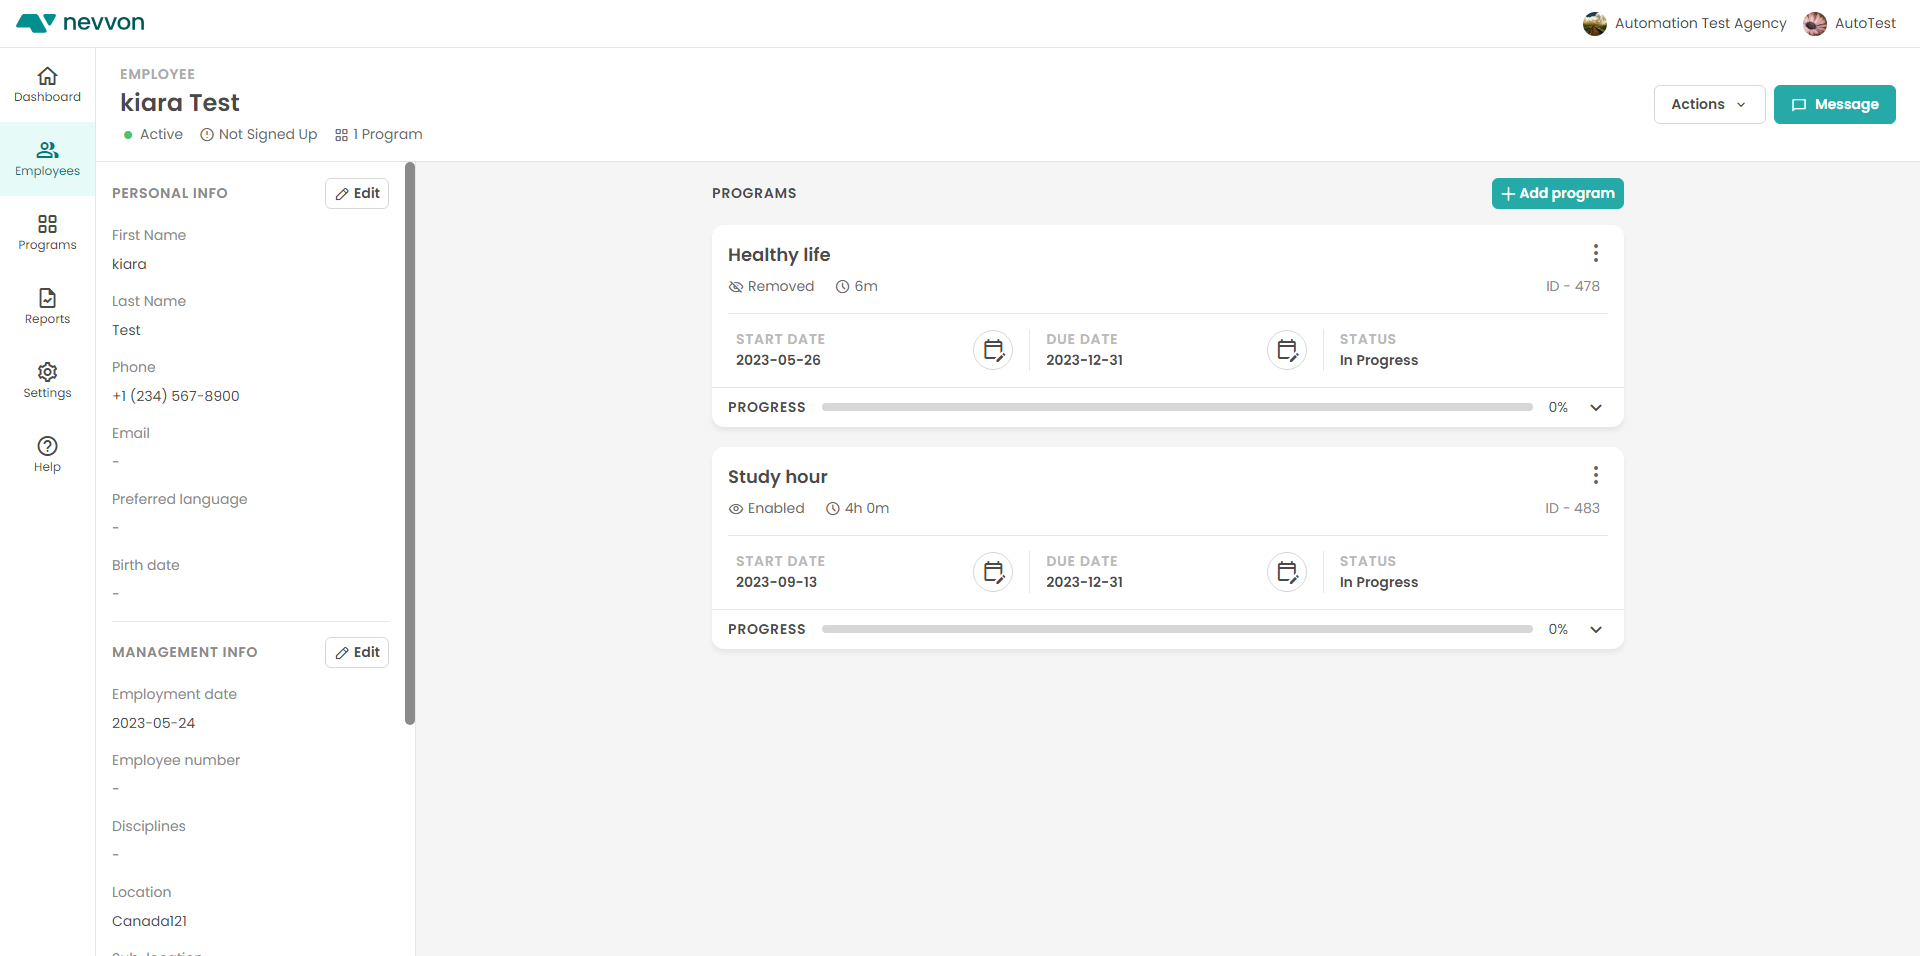 nevvon
Automation Test Agency
AutoTest
Dashboard
Employees
Programs
Reports
Settings
Help
EMPLOYEE
kiara Test
Active
Not Signed Up
1 Program
Actions
Message
PERSONAL INFO
Edit
First Name
kiara
Last Name
Test
Phone
+1 (234) 567-8900
Email
-
Preferred language
-
Birth date
-
MANAGEMENT INFO
Edit
Employment date
2023-05-24
Employee number
-
Disciplines
-
Location
Canada121
PROGRAMS
+ Add program
Healthy life
Removed
6m
ID - 478
START DATE
2023-05-26
DUE DATE
2023-12-31
STATUS
In Progress
PROGRESS
0%
Study hour
Enabled
4h 0m
ID - 483
START DATE
2023-09-13
DUE DATE
2023-12-31
STATUS
In Progress
PROGRESS
0%